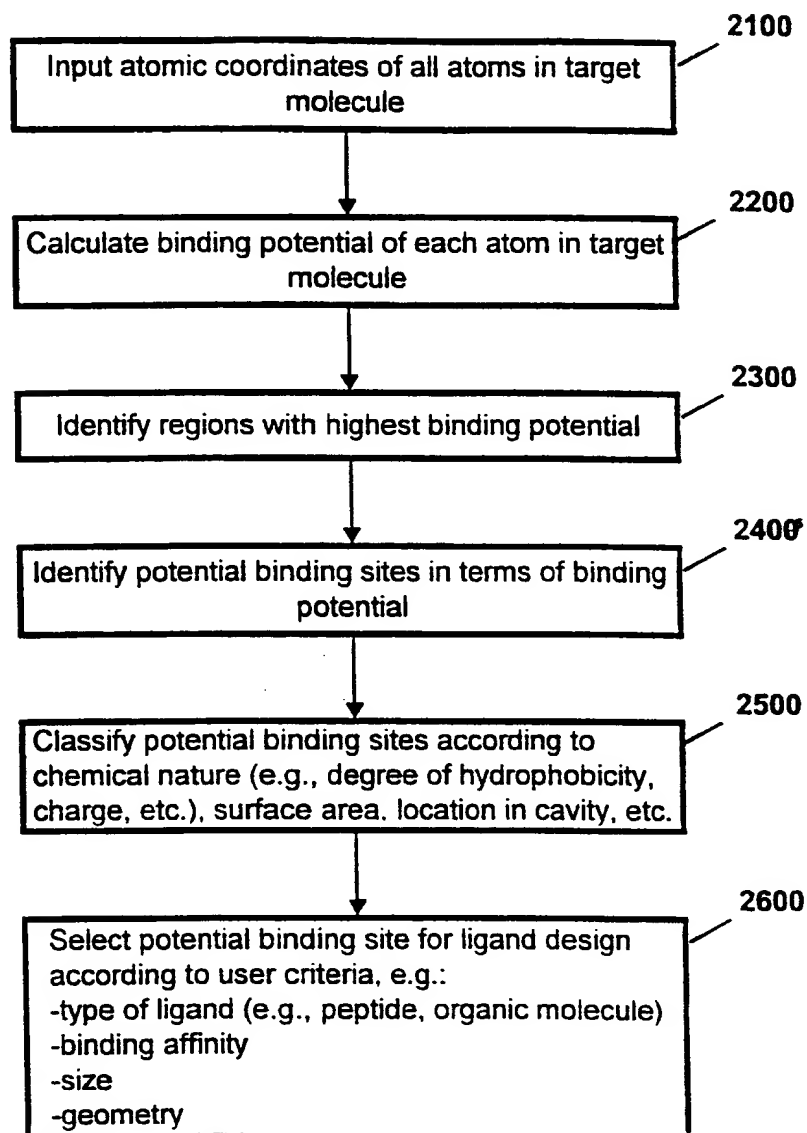 2100
Input atomic coordinates of all atoms in target
molecule
2200
Calculate binding potential of each atom in target
molecule
2300
Identify regions with highest binding potential
2400
Identify potential binding sites in terms of binding
potential
2500
Classify potential binding sites according to
chemical nature (e.g., degree of hydrophobicity,
charge, etc.), surface area. location in cavity, etc.
2600
Select potential binding site for ligand design
according to user criteria, e.g.:
-type of ligand (e.g., peptide, organic molecule)
-binding affinity
-size
-geometry